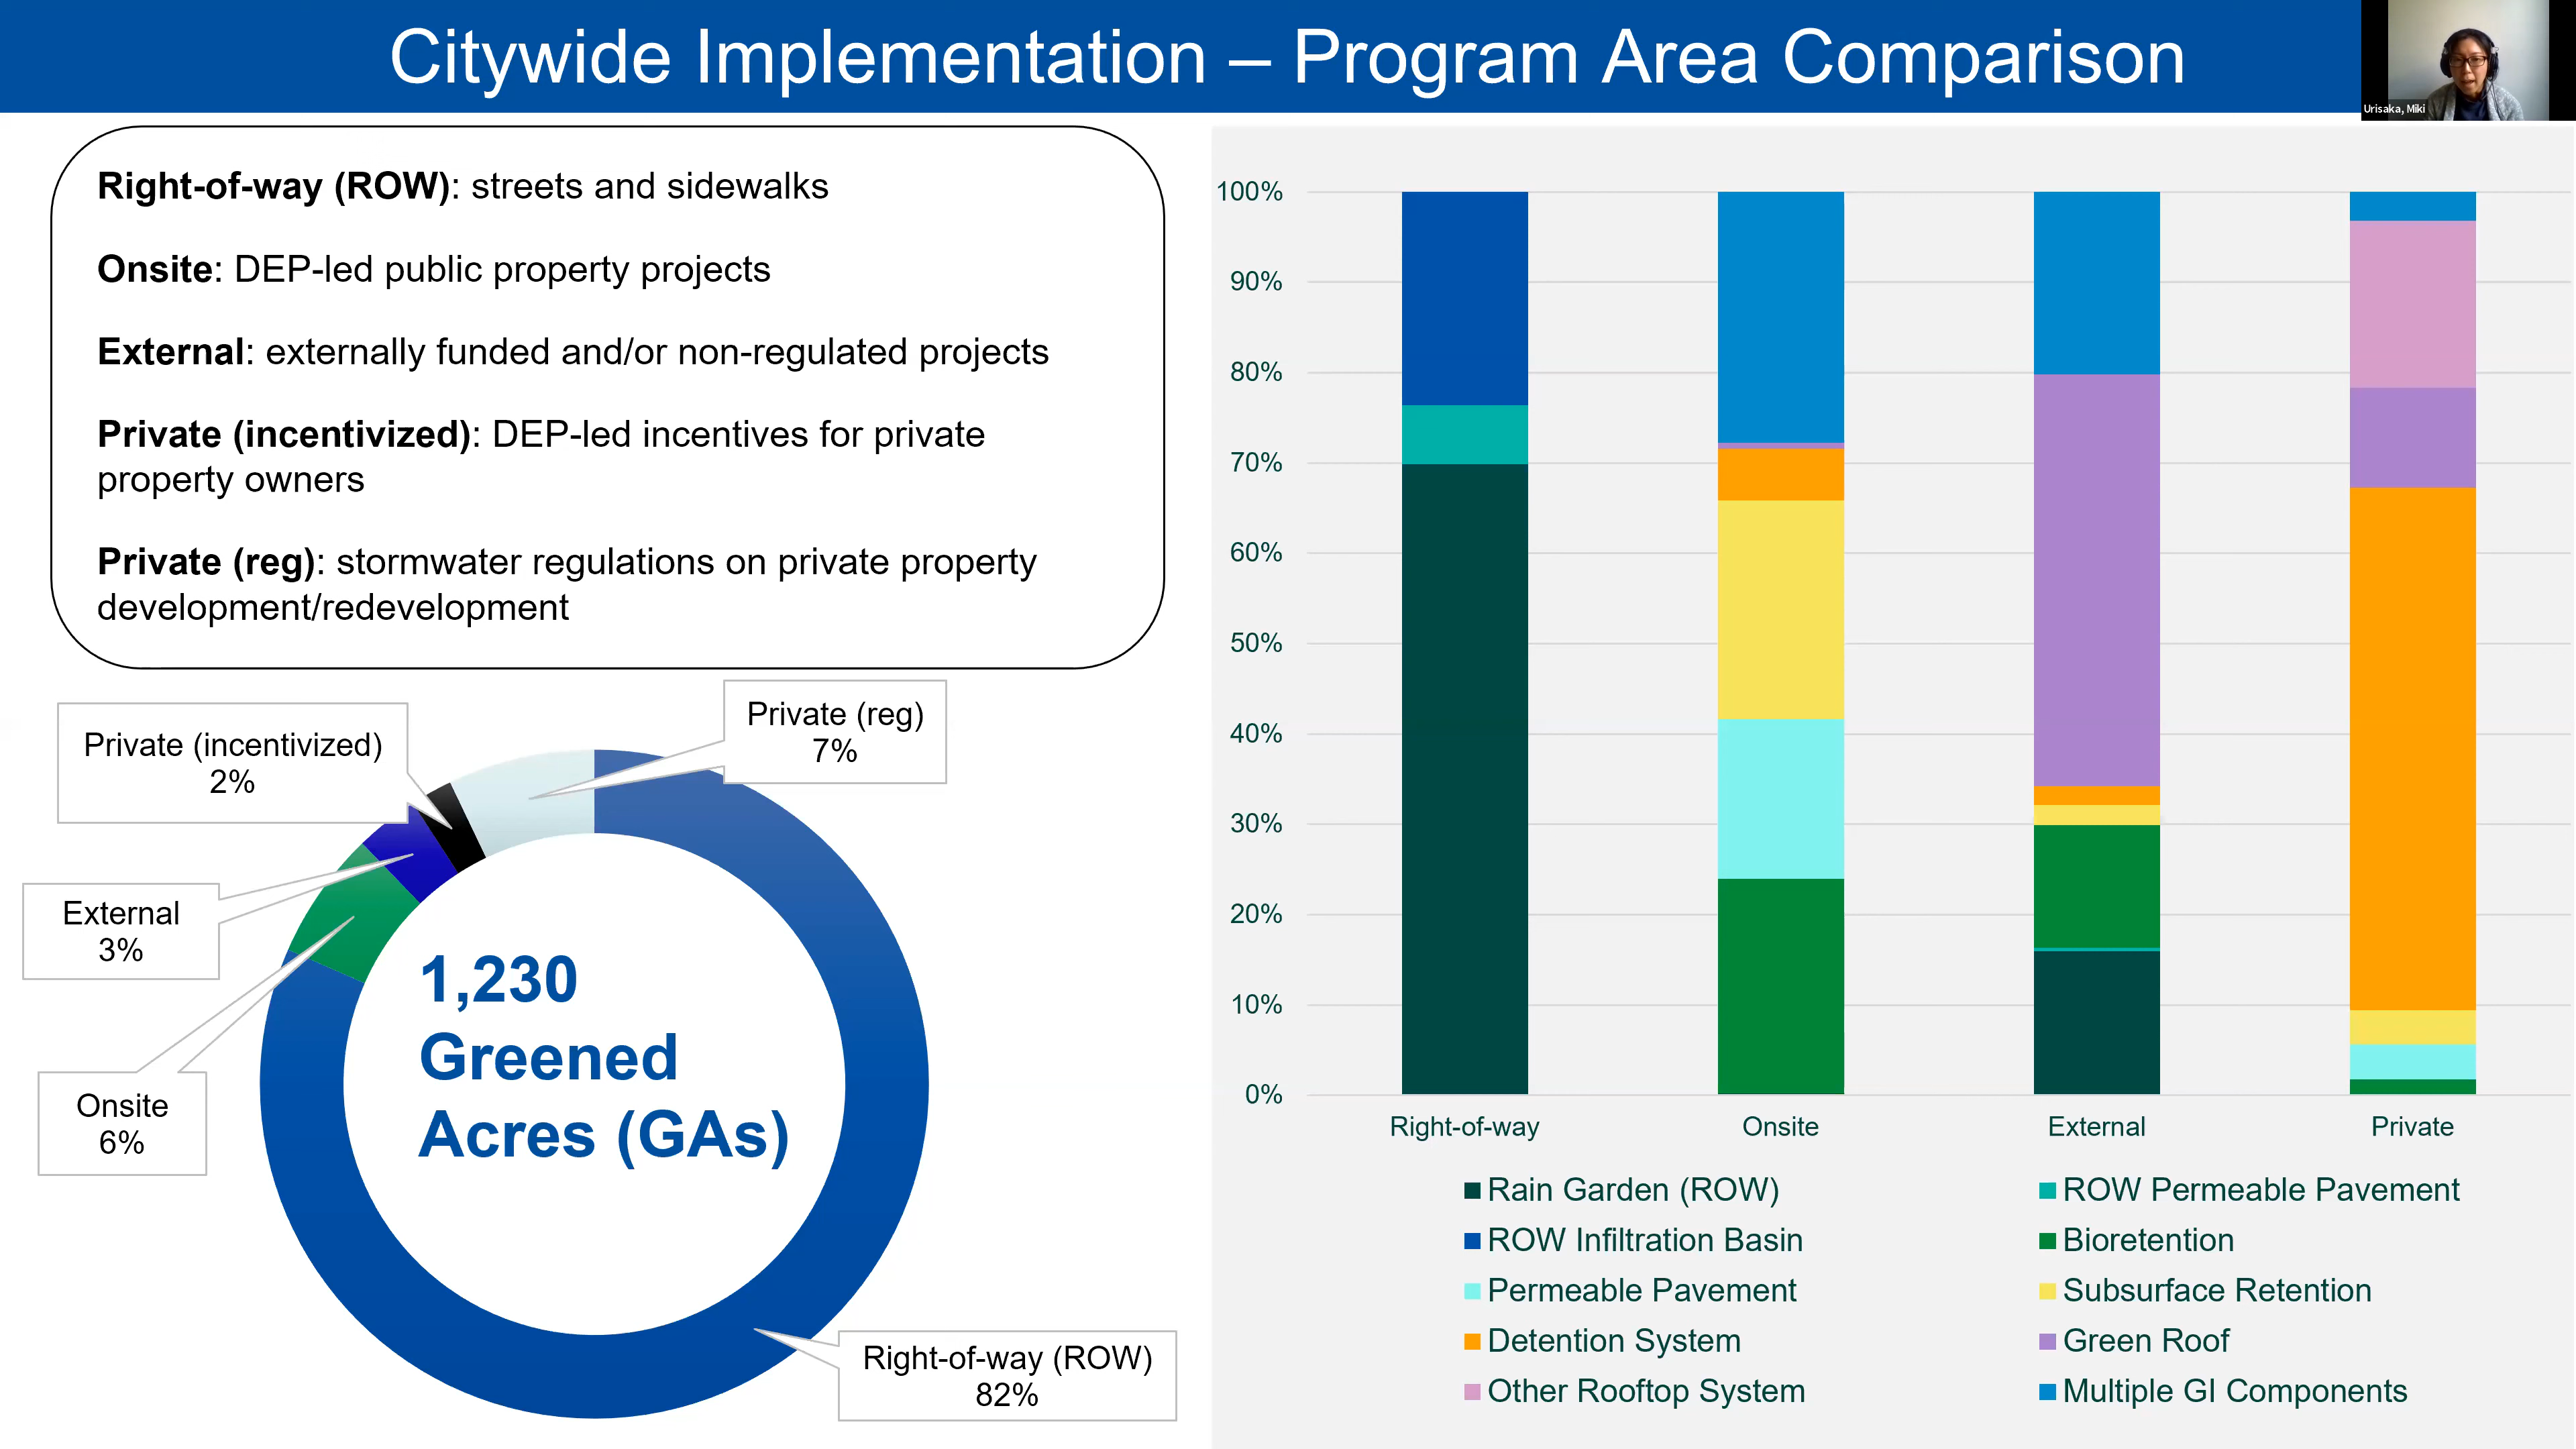 Citywide Implementation – Program Area Comparison
Urisaka, Miki
Right-of-way (ROW): streets and sidewalks
Onsite: DEP-led public property projects
External: externally funded and/or non-regulated projects
Private (incentivized): DEP-led incentives for private
property owners
Private (reg): stormwater regulations on private property
development/redevelopment
Private (incentivized)
2%
Private (reg)
7%
External
3%
Onsite
6%
1,230
Greened
Acres (GAs)
Right-of-way (ROW)
82%
100%
90%
80%
70%
60%
50%
40%
30%
20%
10%
0%
Right-of-way
Onsite
External
Private
Rain Garden (ROW)
ROW Permeable Pavement
ROW Infiltration Basin
Bioretention
Permeable Pavement
Subsurface Retention
Detention System
Green Roof
Other Rooftop System
Multiple GI Components